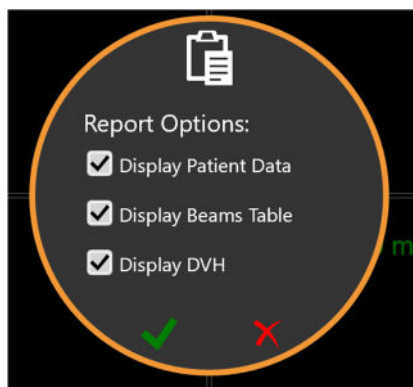 Report Options:
Display Patient Data
Display Beams Table
Display DVH
m